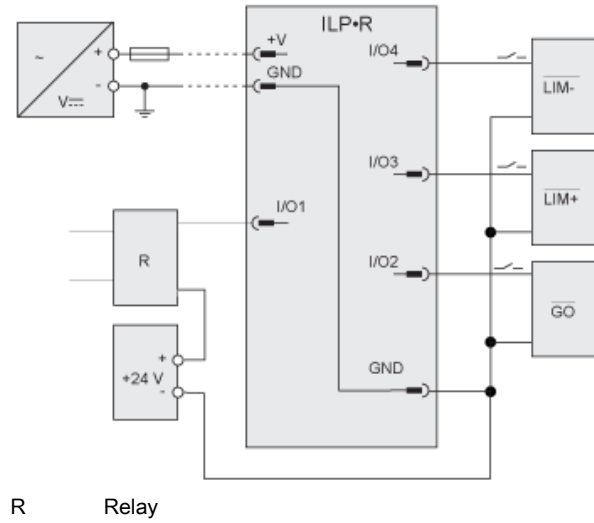 ILP•R
~
+
-
V⎓
+V
GND
I/O4
LIM-
I/O3
LIM+
I/O1
R
I/O2
GO
+
+24 V
-
GND
R Relay